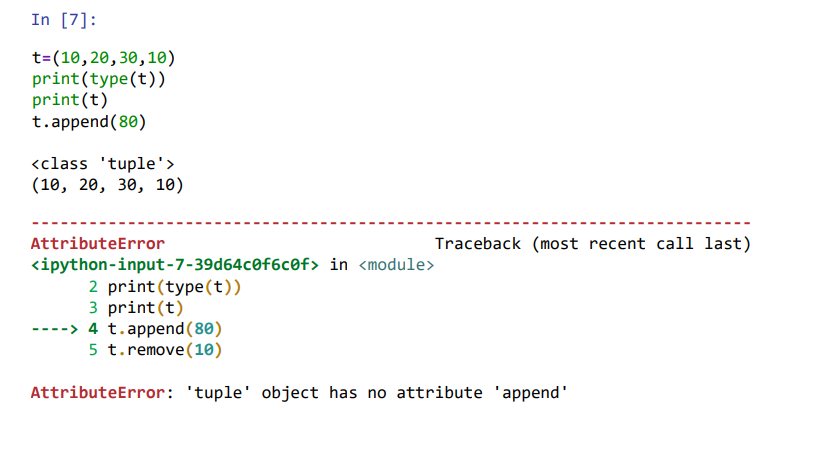 In [7]:
t=(10,20,30,10)
print(type(t))
print(t)
t.append(80)
<class 'tuple'>
(10, 20, 30, 10)
---------------------------------------------------------------------------
AttributeError                            Traceback (most recent call last)
<ipython-input-7-39d64c0f6c0f> in <module>
      2 print(type(t))
      3 print(t)
----> 4 t.append(80)
      5 t.remove(10)
AttributeError: 'tuple' object has no attribute 'append'